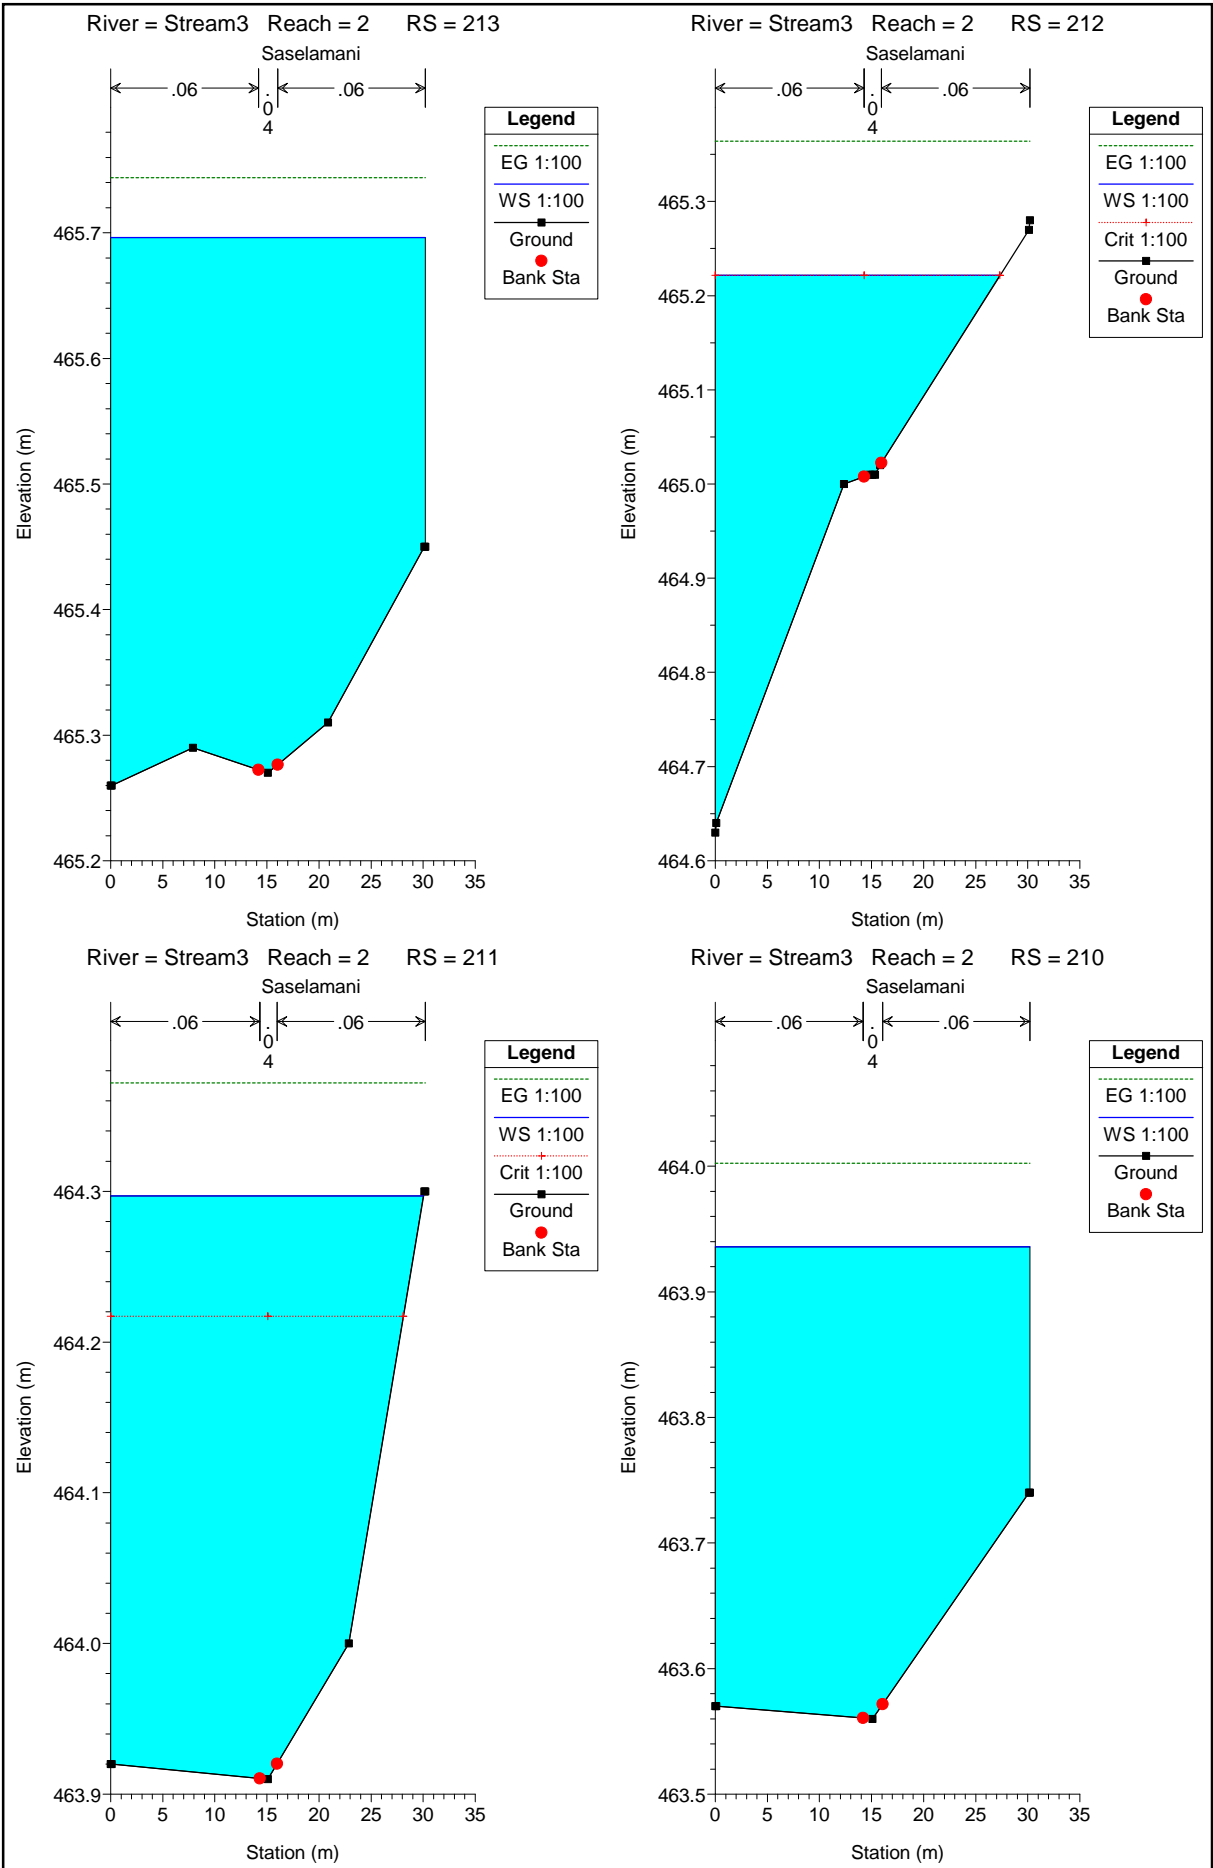 River = Stream3 Reach = 2 RS = 213
Saselamani
.06
.04
.06
Legend
EG 1:100
WS 1:100
Ground
Bank Sta
465.7
465.6
465.5
465.4
465.3
465.2
Elevation (m)
0 5 10 15 20 25 30 35
Station (m)
River = Stream3 Reach = 2 RS = 212
Saselamani
.06
.04
.06
Legend
EG 1:100
WS 1:100
Crit 1:100
Ground
Bank Sta
465.3
465.2
465.1
465.0
464.9
464.8
464.7
464.6
Elevation (m)
0 5 10 15 20 25 30 35
Station (m)
River = Stream3 Reach = 2 RS = 211
Saselamani
.06
.04
.06
Legend
EG 1:100
WS 1:100
Crit 1:100
Ground
Bank Sta
464.3
464.2
464.1
464.0
463.9
Elevation (m)
0 5 10 15 20 25 30 35
Station (m)
River = Stream3 Reach = 2 RS = 210
Saselamani
.06
.04
.06
Legend
EG 1:100
WS 1:100
Ground
Bank Sta
464.0
463.9
463.8
463.7
463.6
463.5
Elevation (m)
0 5 10 15 20 25 30 35
Station (m)